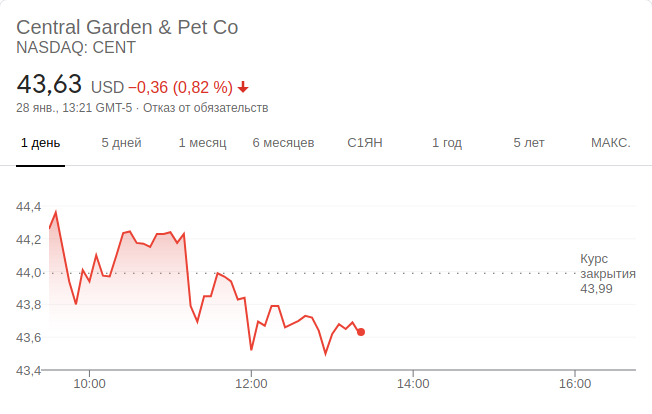 Central Garden & Pet Co
NASDAQ: CENT
43,63 USD −0,36 (0,82 %)
28 янв., 13:21 GMT-5 · Отказ от обязательств
1 день 5 дней 1 месяц 6 месяцев С1ЯН 1 год 5 лет МАКС.
44,4
44,2
44,0
43,8
43,6
43,4
Курс
закрытия
43,99
10:00 12:00 14:00 16:00